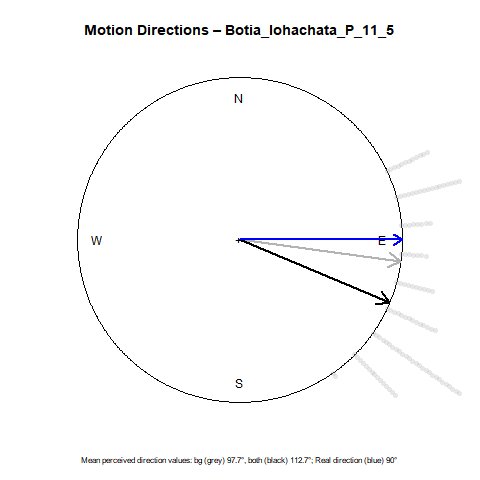 Motion Directions – Botia_lohachata_P_11_5
N
W
E
S
Mean perceived direction values: bg (grey) 97.7°, both (black) 112.7°; Real direction (blue) 90°